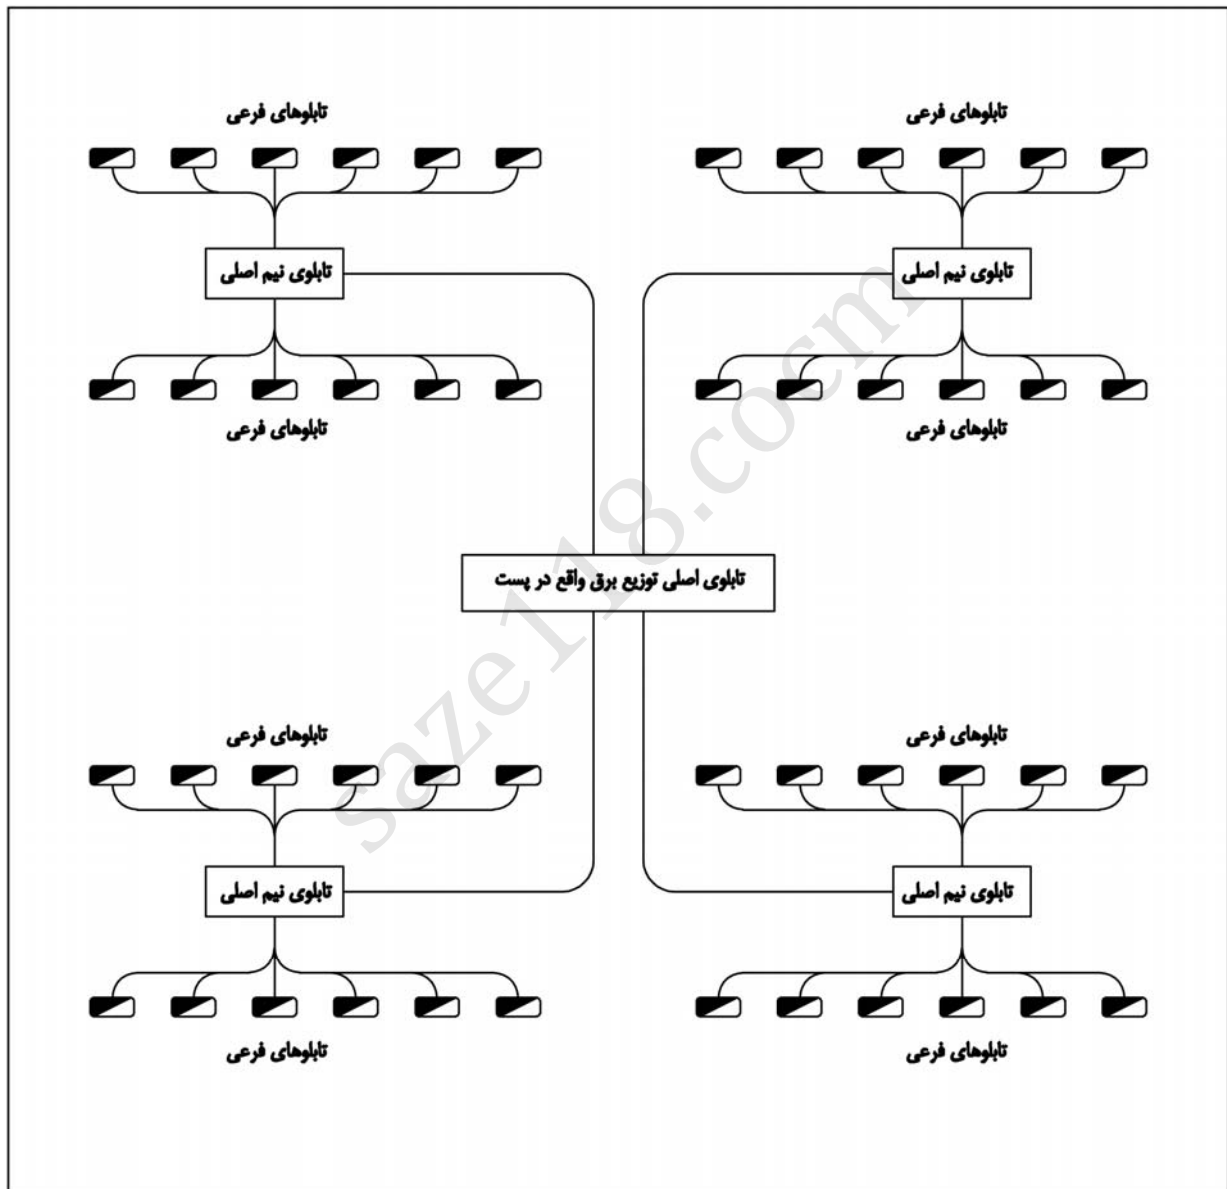 تابلوهای فرعی
تابلوهای فرعی
تابلوی نیم اصلی
تابلوی نیم اصلی
تابلوهای فرعی
تابلوهای فرعی
تابلوی اصلی توزیع برق واقع در پست
saze118.cocm
تابلوهای فرعی
تابلوهای فرعی
تابلوی نیم اصلی
تابلوی نیم اصلی
تابلوهای فرعی
تابلوهای فرعی